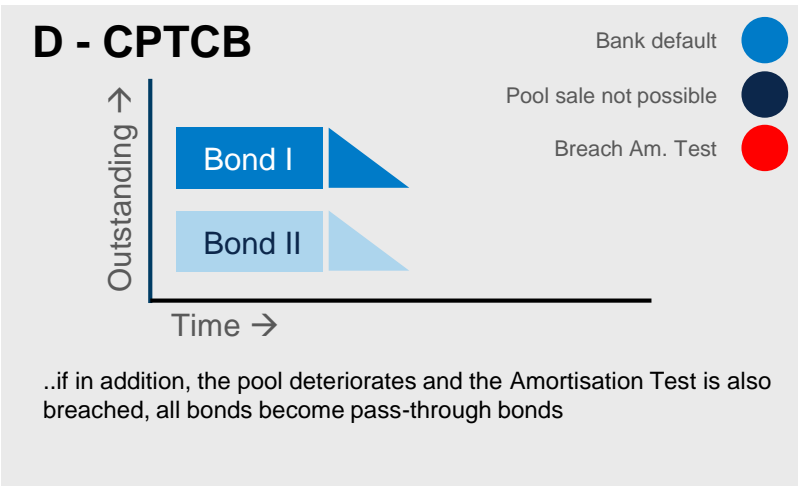 D - CPTCB
Bank default
Pool sale not possible
Breach Am. Test
Outstanding →
Bond I
Bond II
Time →
..if in addition, the pool deteriorates and the Amortisation Test is also
breached, all bonds become pass-through bonds